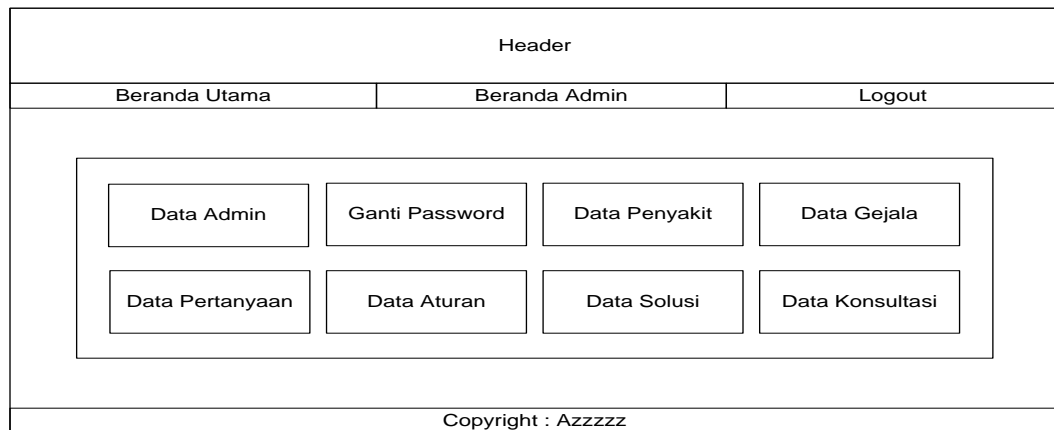 Header
Beranda Utama
Beranda Admin
Logout
Data Admin
Ganti Password
Data Penyakit
Data Gejala
Data Pertanyaan
Data Aturan
Data Solusi
Data Konsultasi
Copyright : Azzzzz